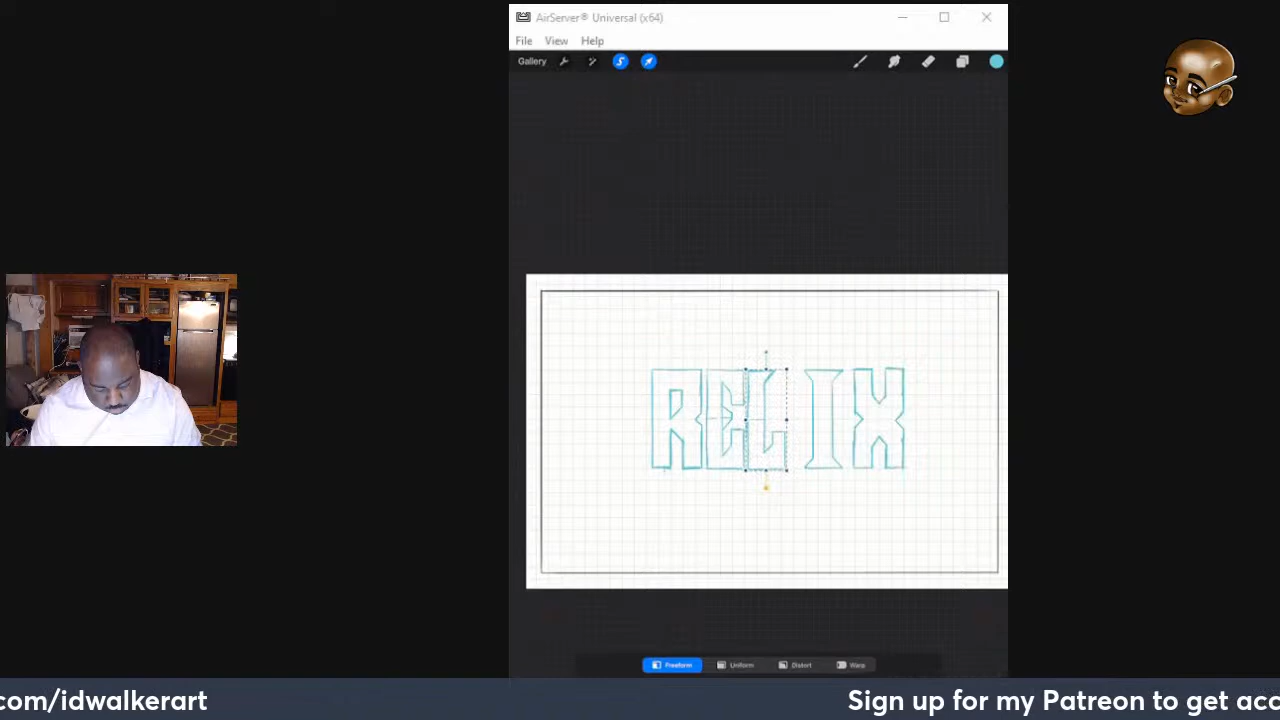 AirServer® Universal (x64)
File View Help
Gallery
RELIX
Freeform Uniform Distort Warp
com/idwalkerart
Sign up for my Patreon to get acc